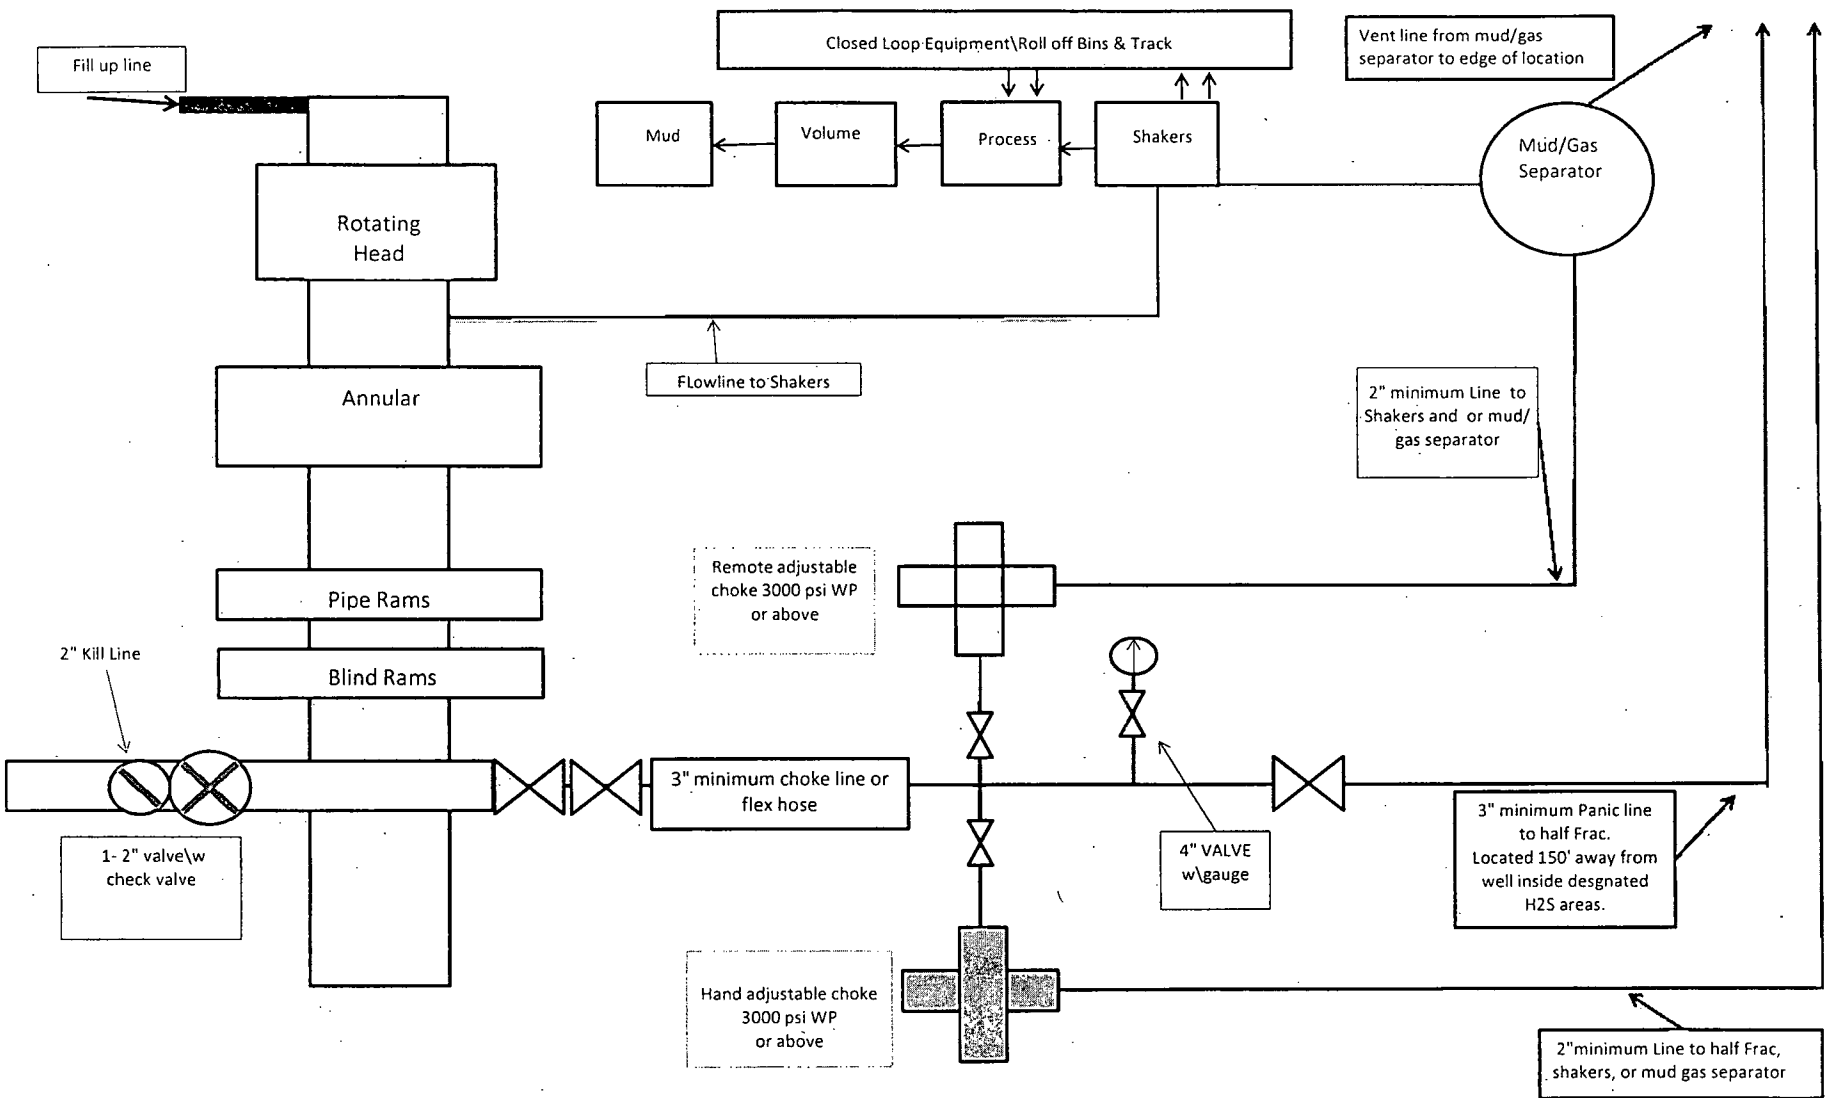 Fill up line
Closed Loop Equipment\Roll off Bins & Track
Vent line from mud/gas
separator to edge of location
Mud
Volume
Process
Shakers
Mud/Gas
Separator
Rotating
Head
FLowline to Shakers
Annular
2" minimum Line to
Shakers and or mud/
gas separator
Remote adjustable
choke 3000 psi WP
or above
Pipe Rams
2" Kill Line
Blind Rams
3" minimum choke line or
flex hose
1- 2" valve\w
check valve
4" VALVE
w\gauge
3" minimum Panic line
to half Frac.
Located 150' away from
well inside desgnated
H2S areas.
Hand adjustable choke
3000 psi WP
or above
2"minimum Line to half Frac,
shakers, or mud gas separator